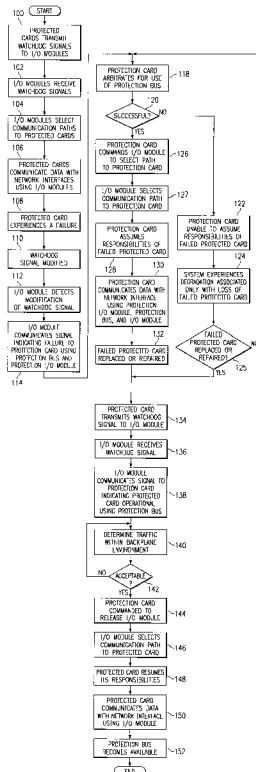 START
100
PROTECTED
CARDS TRANSMIT
WATCHDOG SIGNALS
TO I/O MODULES
102
I/O MODULES RECEIVE
WATCHDOG SIGNALS
104
I/O MODULES SELECT
COMMUNICATION PATHS
TO PROTECTED CARDS
106
PROTECTED CARDS
COMMUNICATE DATA WITH
NETWORK INTERFACES
USING I/O MODULES
108
PROTECTED CARD
EXPERIENCES A FAILURE
110
WATCHDOG
SIGNAL MODIFIED
112
I/O MODULE DETECTS
MODIFICATION
OF WATCHDOG SIGNAL
I/O MODULE
COMMUNICATES SIGNAL
INDICATING FAILURE TO
PROTECTION CARD USING
PROTECTION BUS AND
PROTECTION I/O MODULE
114
PROTECTION CARD
ARBITRATES FOR USE
OF PROTECTION BUS
118
120
SUCCESSFUL?
NO
YES
PROTECTION CARD
COMMANDS I/O MODULE
TO SELECT PATH
TO PROTECTION CARD
126
I/O MODULE SELECTS
COMMUNICATION PATH
TO PROTECTION CARD
127
PROTECTION CARD
ASSUMES
RESPONSIBILITIES OF
FAILED PROTECTED CARD
128
130
PROTECTION CARD
COMMUNICATES DATA WITH
NETWORK INTERFACE
USING PROTECTION
I/O MODULE, PROTECTION
BUS, AND I/O MODULE
132
FAILED PROTECTED CARD
REPLACED OR REPAIRED
122
PROTECTION CARD
UNABLE TO ASSUME
RESPONSIBILITIES OF
FAILED PROTECTED CARD
124
SYSTEM EXPERIENCES
DEGRADATION ASSOCIATED
ONLY WITH LOSS OF
FAILED PROTECTED CARD
FAILED
PROTECTED CARD
REPLACED OR
REPAIRED?
NO
125
YES
PROTECTED CARD
TRANSMITS WATCHDOG
SIGNAL TO I/O MODULE
134
I/O MODULE RECEIVES
WATCHDOG SIGNAL
136
I/O MODULE
COMMUNICATES SIGNAL TO
PROTECTION CARD
INDICATING PROTECTED
CARD OPERATIONAL
USING PROTECTION BUS
138
DETERMINE TRAFFIC
WITHIN BACKPLANE
ENVIRONMENT
140
NO
ACCEPTABLE
?
142
YES
PROTECTION CARD
COMMANDED TO
RELEASE I/O MODULE
144
I/O MODULE SELECTS
COMMUNICATION PATH
TO PROTECTED CARD
146
PROTECTED CARD RESUMES
ITS RESPONSIBILITIES
148
PROTECTED CARD
COMMUNICATES DATA
WITH NETWORK INTERFACE
USING I/O MODULE
150
PROTECTION BUS
BECOMES AVAILABLE
152
END